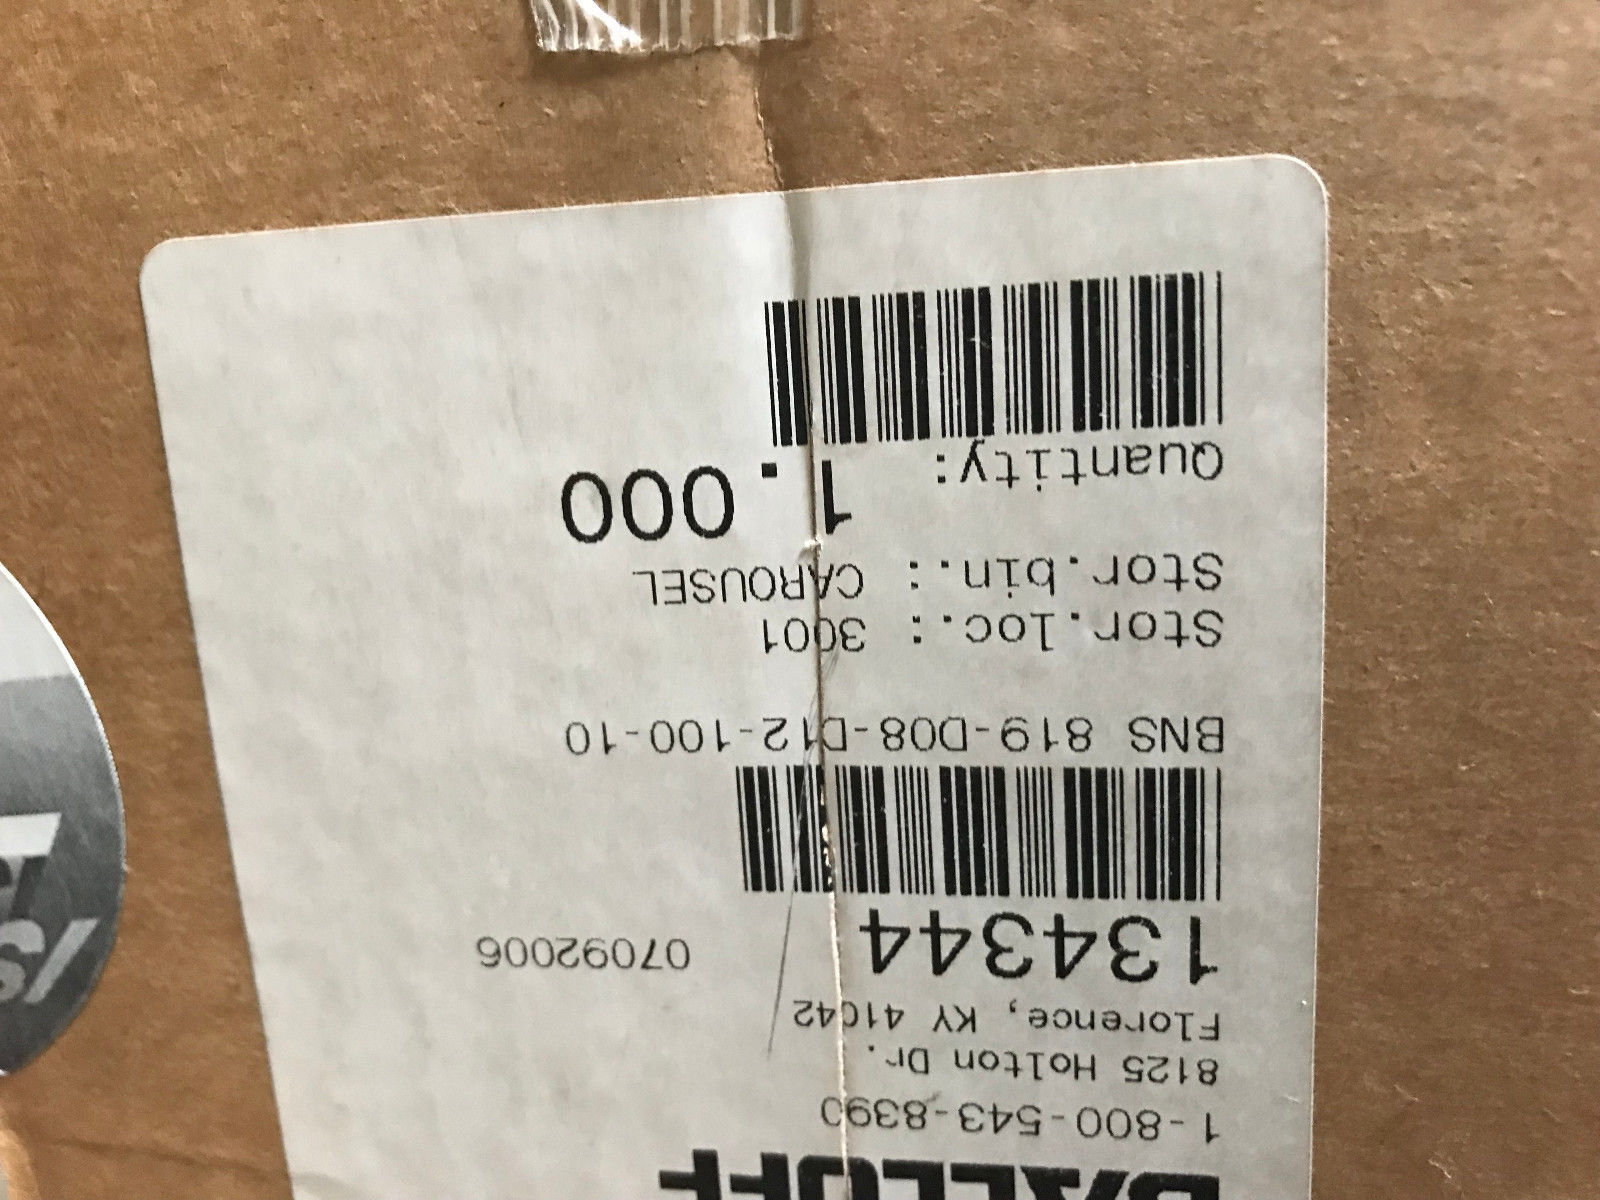 BALLUFF
1-800-543-8390
8125 Holton Dr.
Florence, KY 41042
134344 07092006
BNS 819-D08-D12-100-10
Stor.loc.: 3001
Stor.bin.: CAROUSEL
Quantity: 1.000